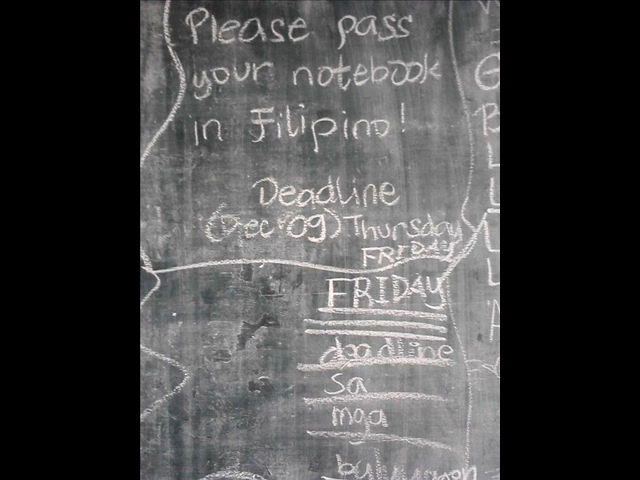 Please pass
your notebook
in Filipino!
Deadline
(Dec 09) Thursday
FRIDAY
FRIDAY
deadline
sa
mga